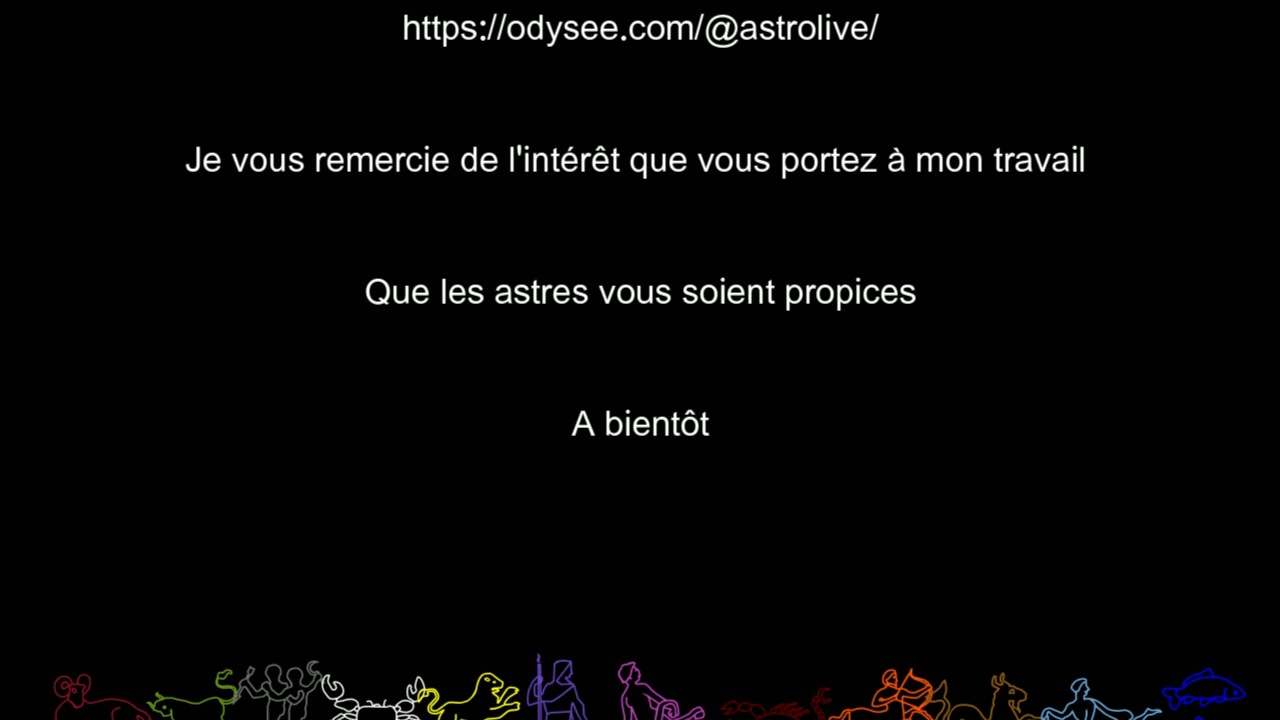 https://odysee.com/@astrolive/
Je vous remercie de l'intérêt que vous portez à mon travail
Que les astres vous soient propices
A bientôt